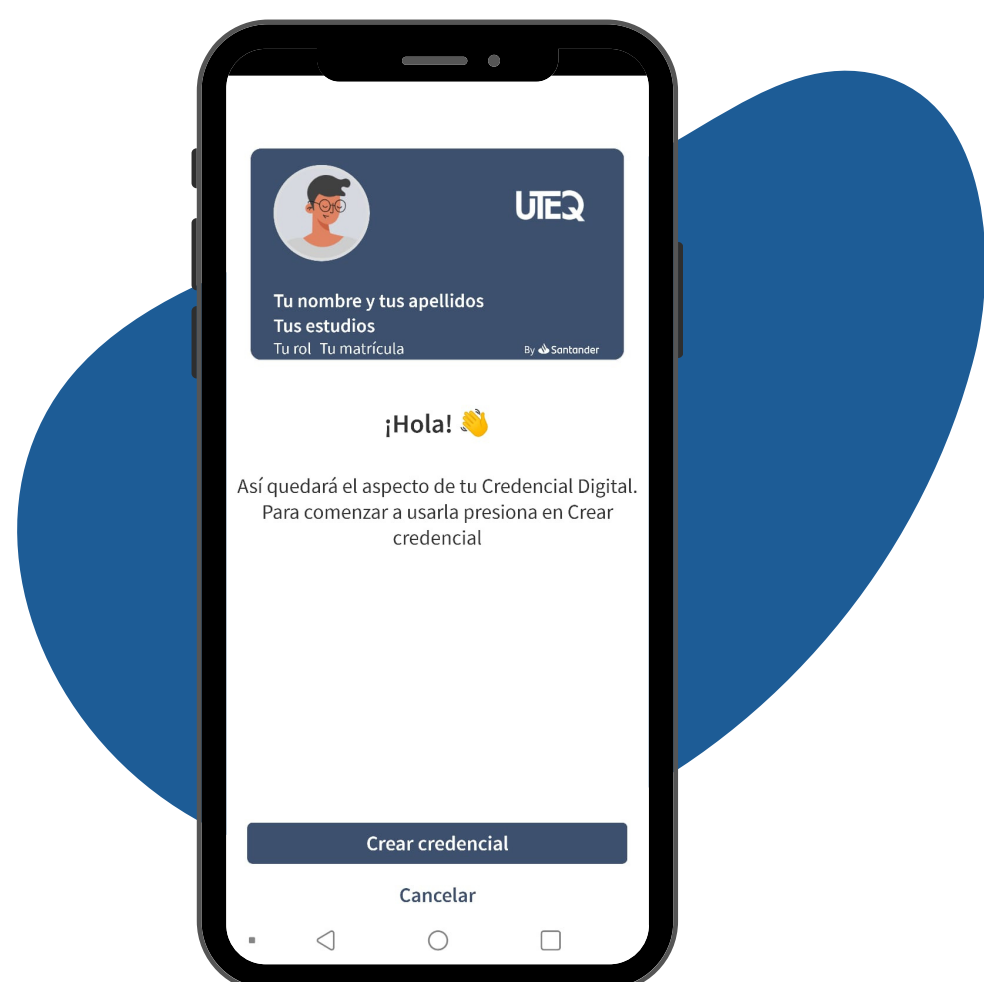 UTEQ
Tu nombre y tus apellidos
Tus estudios
Tu rol Tu matrícula
By Santander
¡Hola! 👋
Así quedará el aspecto de tu Credencial Digital.
Para comenzar a usarla presiona en Crear
credencial
Crear credencial
Cancelar